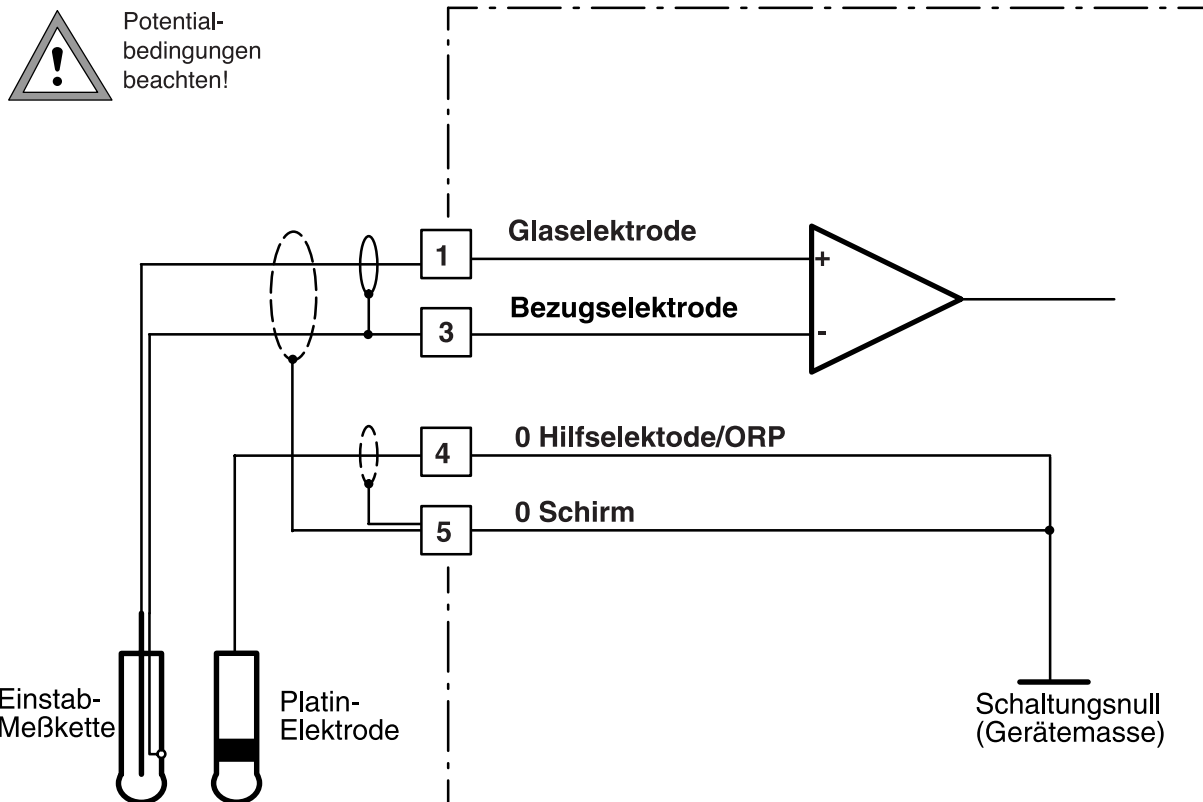 Potential-
bedingungen
beachten!
1
Glaselektrode
+
3
Bezugselektrode
-
4
0 Hilfselektode/ORP
5
0 Schirm
Einstab-
Meßkette
Platin-
Elektrode
Schaltungsnull
(Gerätemasse)